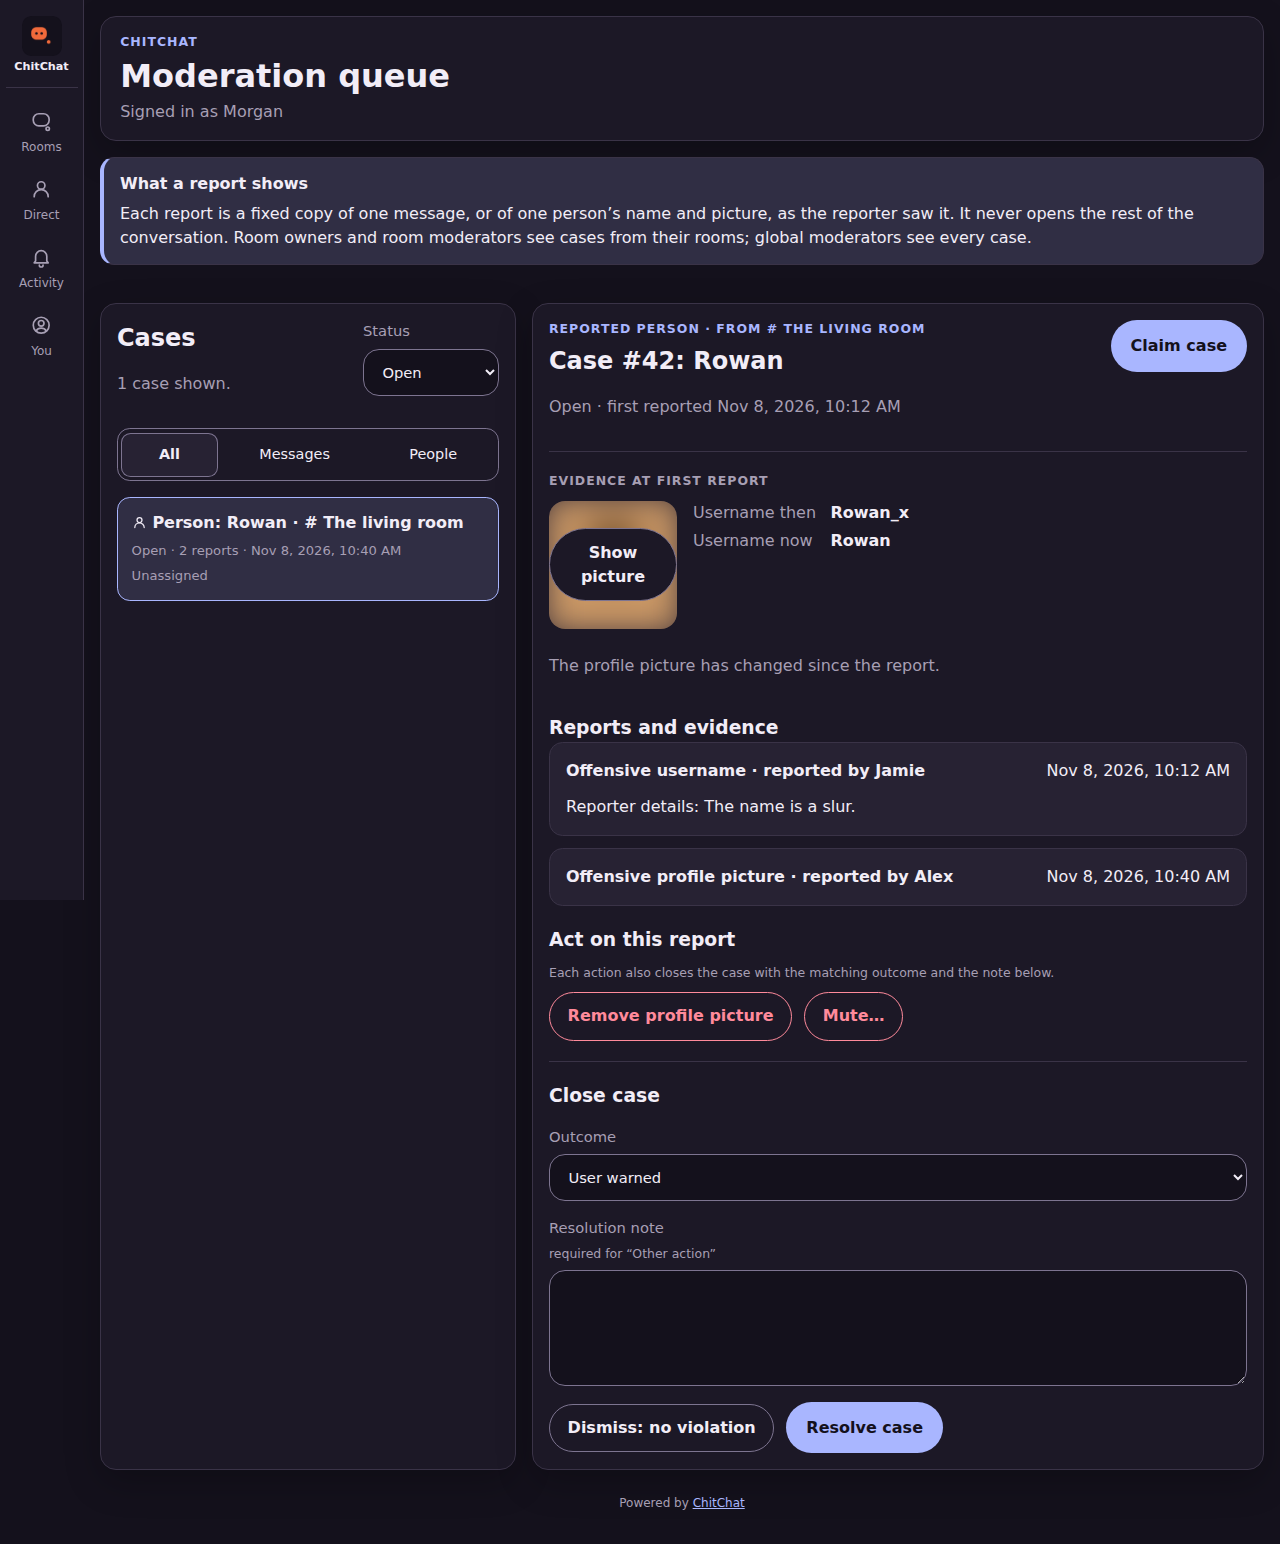 ChitChat
Rooms
Direct
Activity
You
CHITCHAT
Moderation queue
Signed in as Morgan
What a report shows
Each report is a fixed copy of one message, or of one person’s name and picture, as the reporter saw it. It never opens the rest of the
conversation. Room owners and room moderators see cases from their rooms; global moderators see every case.
Cases
1 case shown.
Status
Open
All
Messages
People
Person: Rowan · # The living room
Open · 2 reports · Nov 8, 2026, 10:40 AM
Unassigned
REPORTED PERSON · FROM # THE LIVING ROOM
Case #42: Rowan
Claim case
Open · first reported Nov 8, 2026, 10:12 AM
EVIDENCE AT FIRST REPORT
Show
picture
Username then Rowan_x
Username now Rowan
The profile picture has changed since the report.
Reports and evidence
Offensive username · reported by Jamie
Nov 8, 2026, 10:12 AM
Reporter details: The name is a slur.
Offensive profile picture · reported by Alex
Nov 8, 2026, 10:40 AM
Act on this report
Each action also closes the case with the matching outcome and the note below.
Remove profile picture
Mute…
Close case
Outcome
User warned
Resolution note
required for “Other action”
Dismiss: no violation
Resolve case
Powered by ChitChat